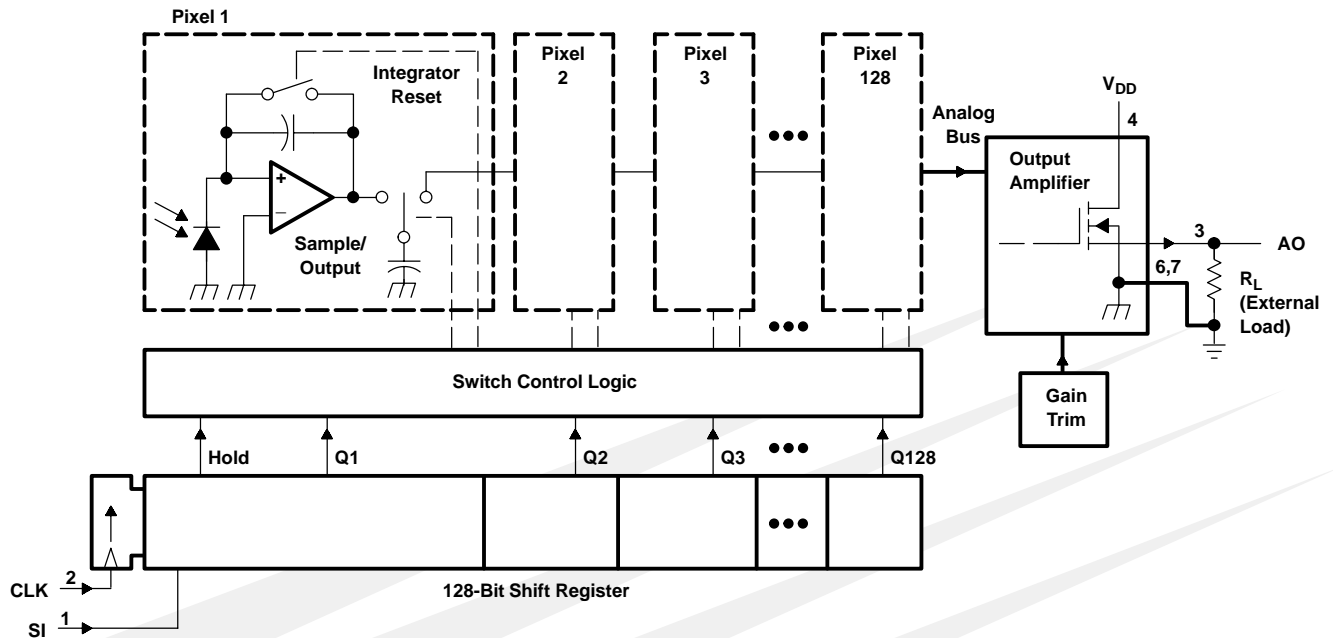 Pixel 1
Integrator
Reset
+
–
Sample/
Output
Pixel
2
Pixel
3
Pixel
128
Analog
Bus
VDD
4
Output
Amplifier
3
AO
6,7
RL
(External
Load)
Gain
Trim
Switch Control Logic
Hold
Q1
Q2
Q3
Q128
CLK
2
128-Bit Shift Register
SI
1